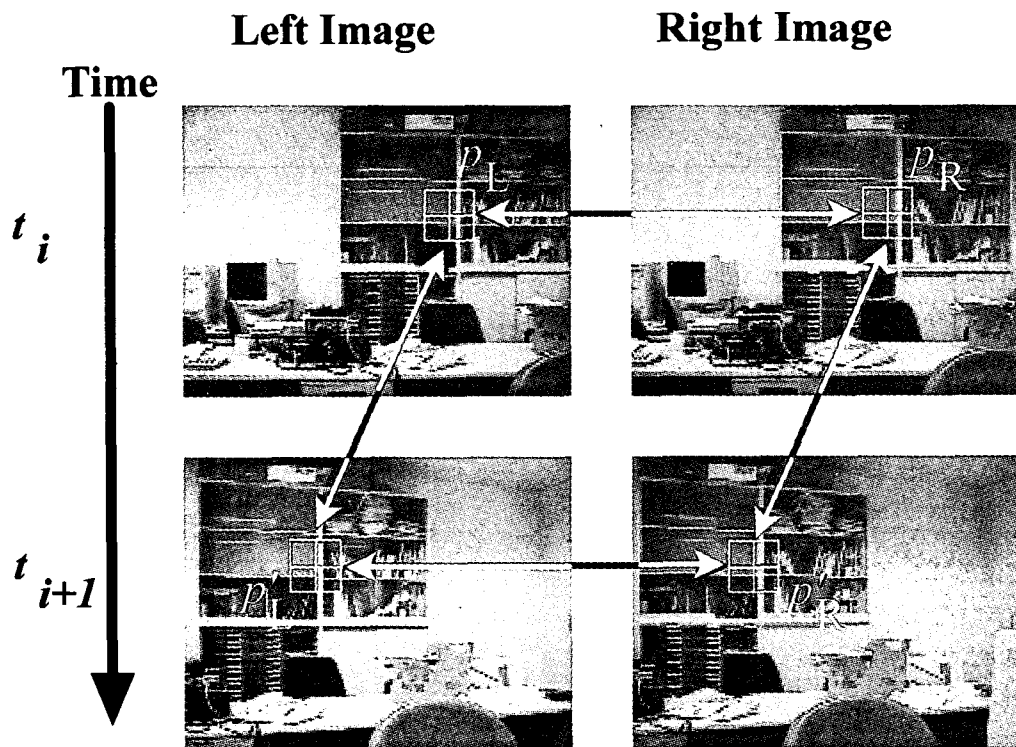 Left Image
Right Image
Time
t i
p L
p R
t i+1
p′ L
p′ R